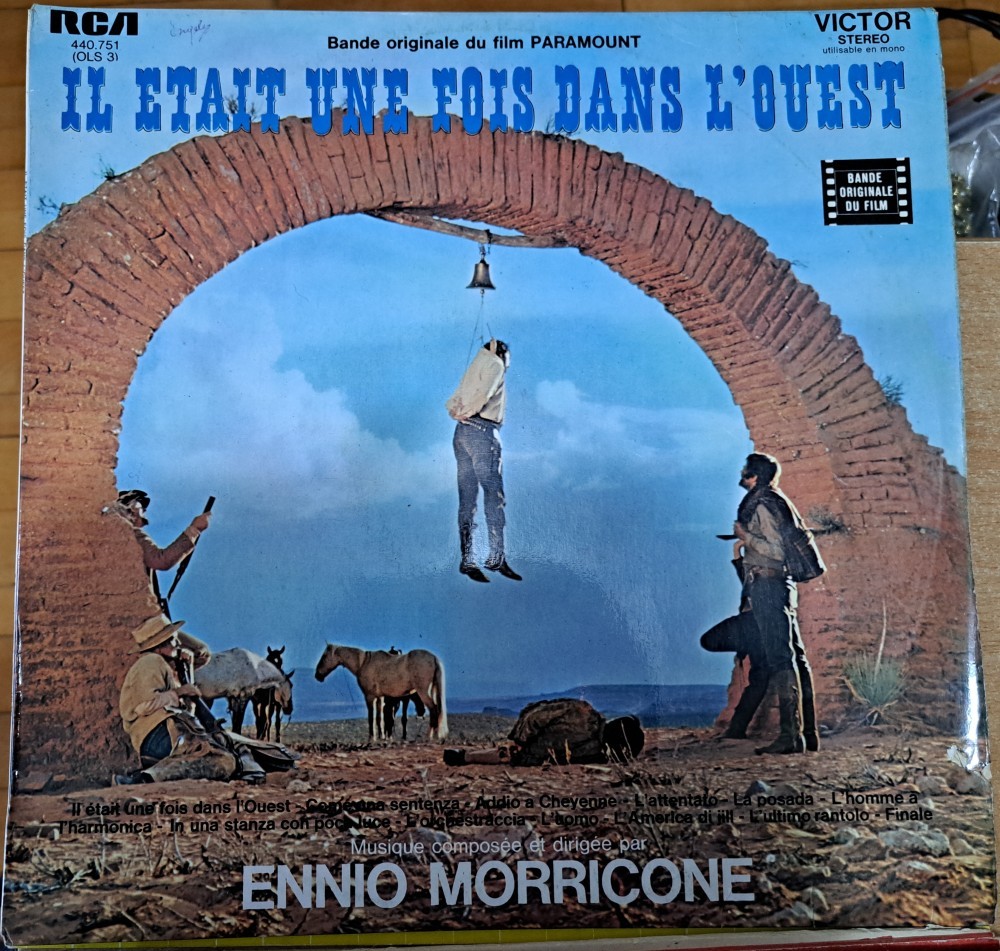 RCA
440.751
(OLS 3)
Bande originale du film PARAMOUNT
VICTOR
STEREO
utilisable en mono
IL ETAIT UNE FOIS DANS L'OUEST
BANDE
ORIGINALE
DU FILM
Il était une fois dans l'Ouest - Come una sentenza - Addio a Cheyenne - L'attentato - La posada - L'homme à
l'harmonica - In una stanza con poca luce - L'orchestraccia - L'uomo - L'America di jill - L'ultimo rantolo - Finale
Musique composée et dirigée par
ENNIO MORRICONE